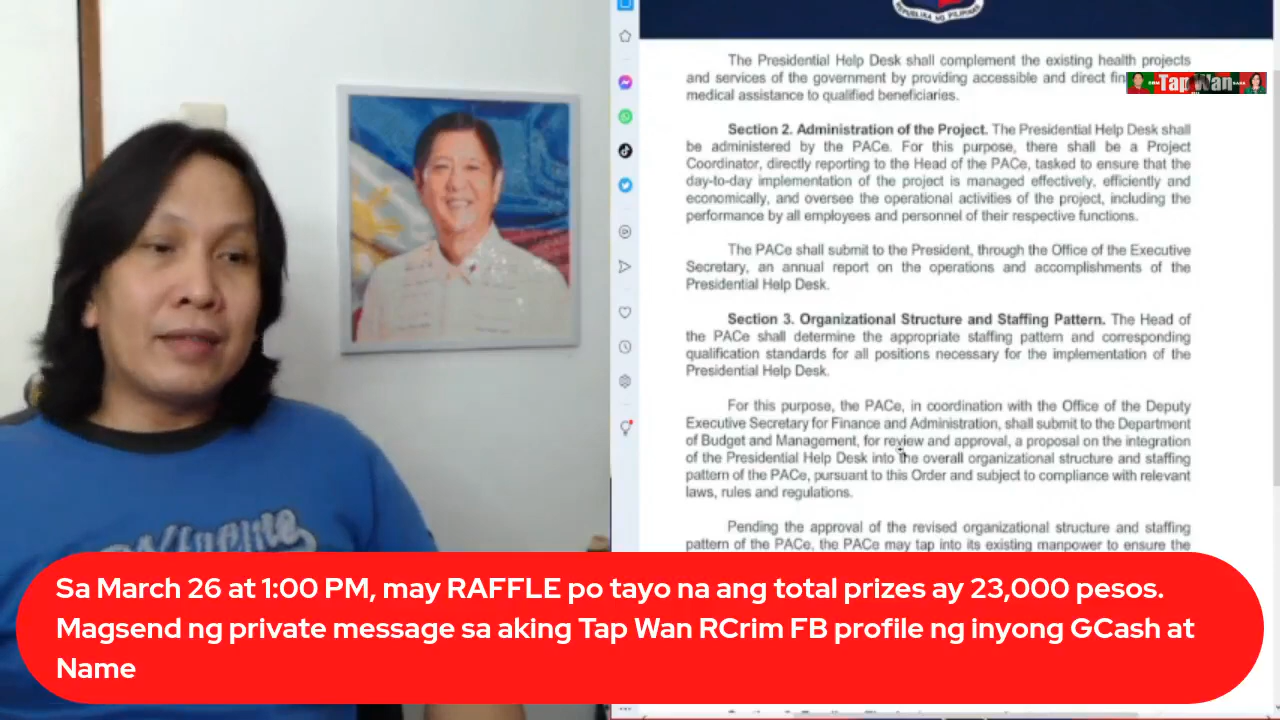 REPUBLIKA NG PILIPINAS
The Presidential Help Desk shall complement the existing health projects
and services of the government by providing accessible and direct
medical assistance to qualified beneficiaries.
Tap Wan
Section 2. Administration of the Project. The Presidential Help Desk shall
be administered by the PACe. For this purpose, there shall be a Project
Coordinator, directly reporting to the Head of the PACe, tasked to ensure that the
day-to-day implementation of the project is managed effectively, efficiently and
economically, and oversee the operational activities of the project, including the
performance by all employees and personnel of their respective functions.
The PACe shall submit to the President, through the Office of the Executive
Secretary, an annual report on the operations and accomplishments of the
Presidential Help Desk.
Section 3. Organizational Structure and Staffing Pattern. The Head of
the PACe shall determine the appropriate staffing pattern and corresponding
qualification standards for all positions necessary for the implementation of the
Presidential Help Desk.
For this purpose, the PACe, in coordination with the Office of the Deputy
Executive Secretary for Finance and Administration, shall submit to the Department
of Budget and Management, for review and approval, a proposal on the integration
of the Presidential Help Desk into the overall organizational structure and staffing
pattern of the PACe, pursuant to this Order and subject to compliance with relevant
laws, rules and regulations.
Pending the approval of the revised organizational structure and staffing
pattern of the PACe, the PACe may tap into its existing manpower to ensure the
Sa March 26 at 1:00 PM, may RAFFLE po tayo na ang total prizes ay 23,000 pesos.
Magsend ng private message sa aking Tap Wan RCrim FB profile ng inyong GCash at
Name